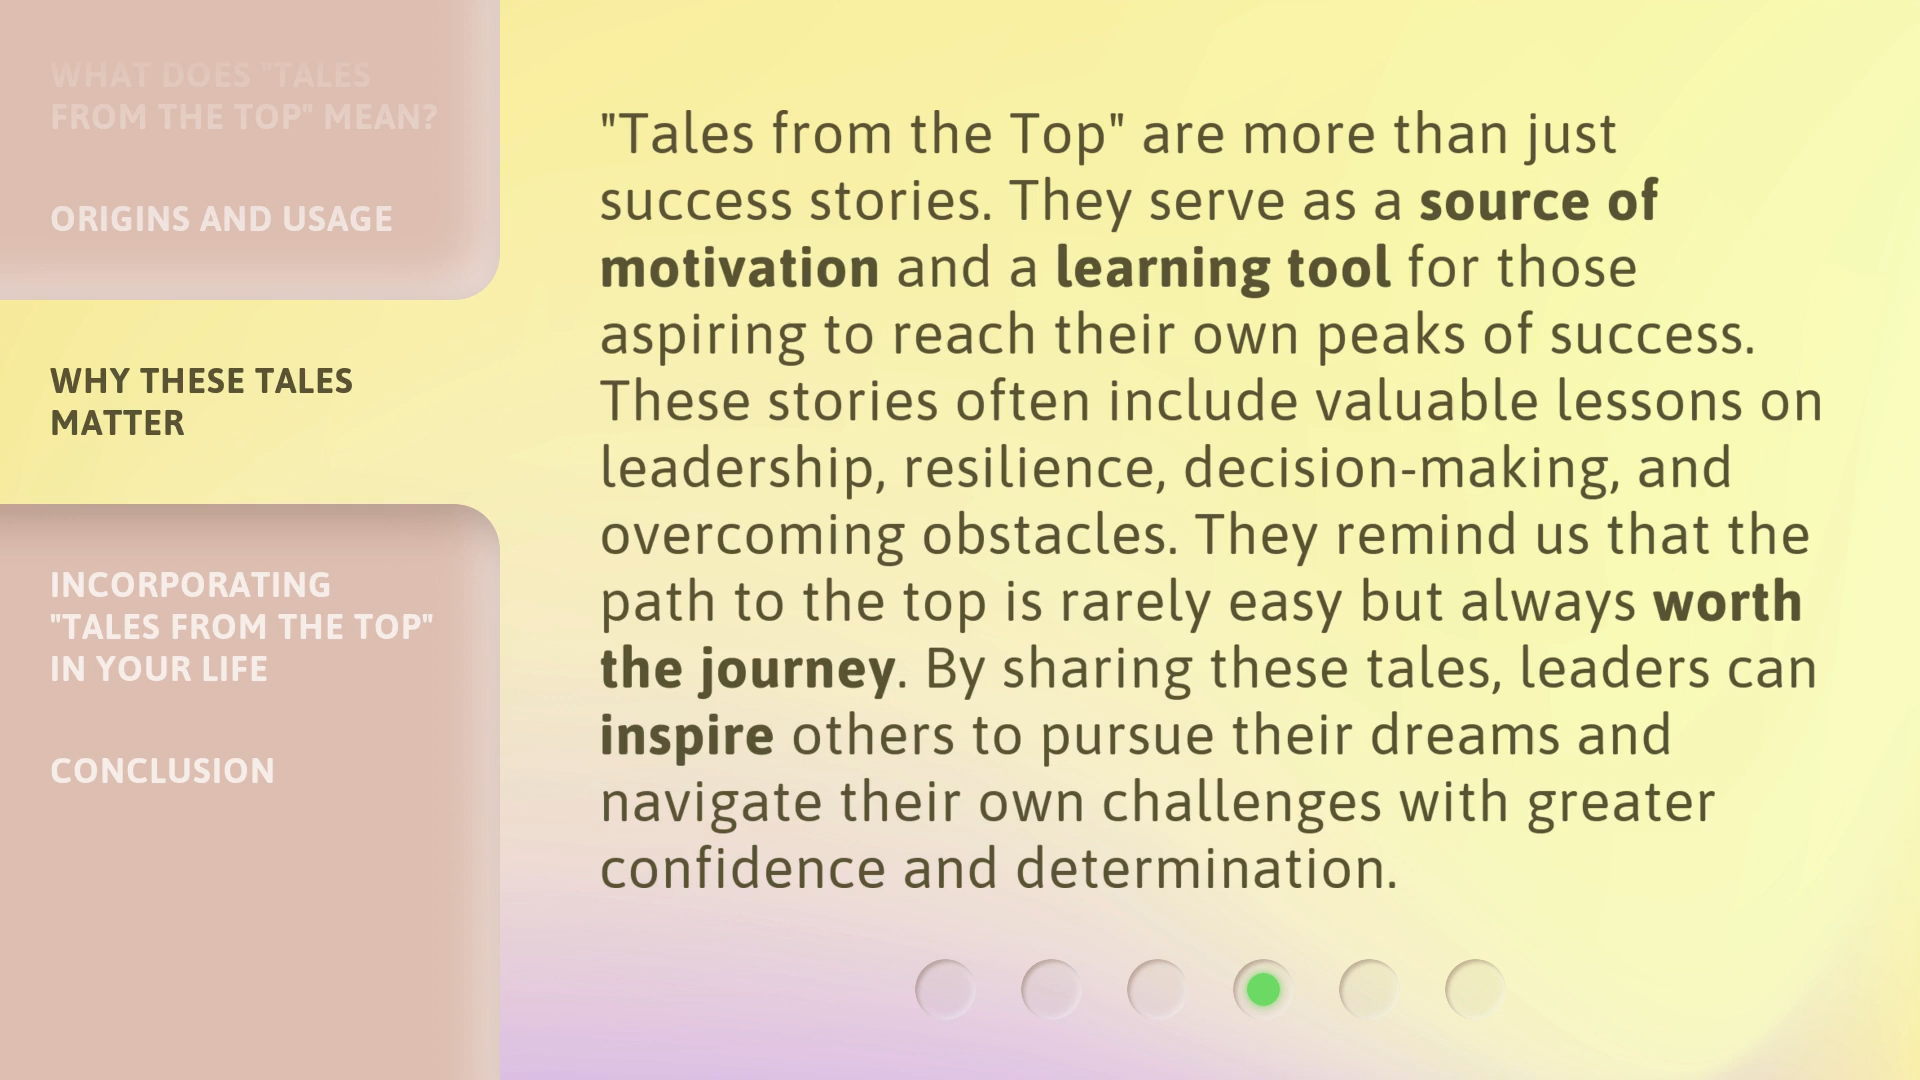 WHAT DOES "TALES
FROM THE TOP" MEAN?
ORIGINS AND USAGE
WHY THESE TALES
MATTER
INCORPORATING
"TALES FROM THE TOP"
IN YOUR LIFE
CONCLUSION
"Tales from the Top" are more than just
success stories. They serve as a source of
motivation and a learning tool for those
aspiring to reach their own peaks of success.
These stories often include valuable lessons on
leadership, resilience, decision-making, and
overcoming obstacles. They remind us that the
path to the top is rarely easy but always worth
the journey. By sharing these tales, leaders can
inspire others to pursue their dreams and
navigate their own challenges with greater
confidence and determination.